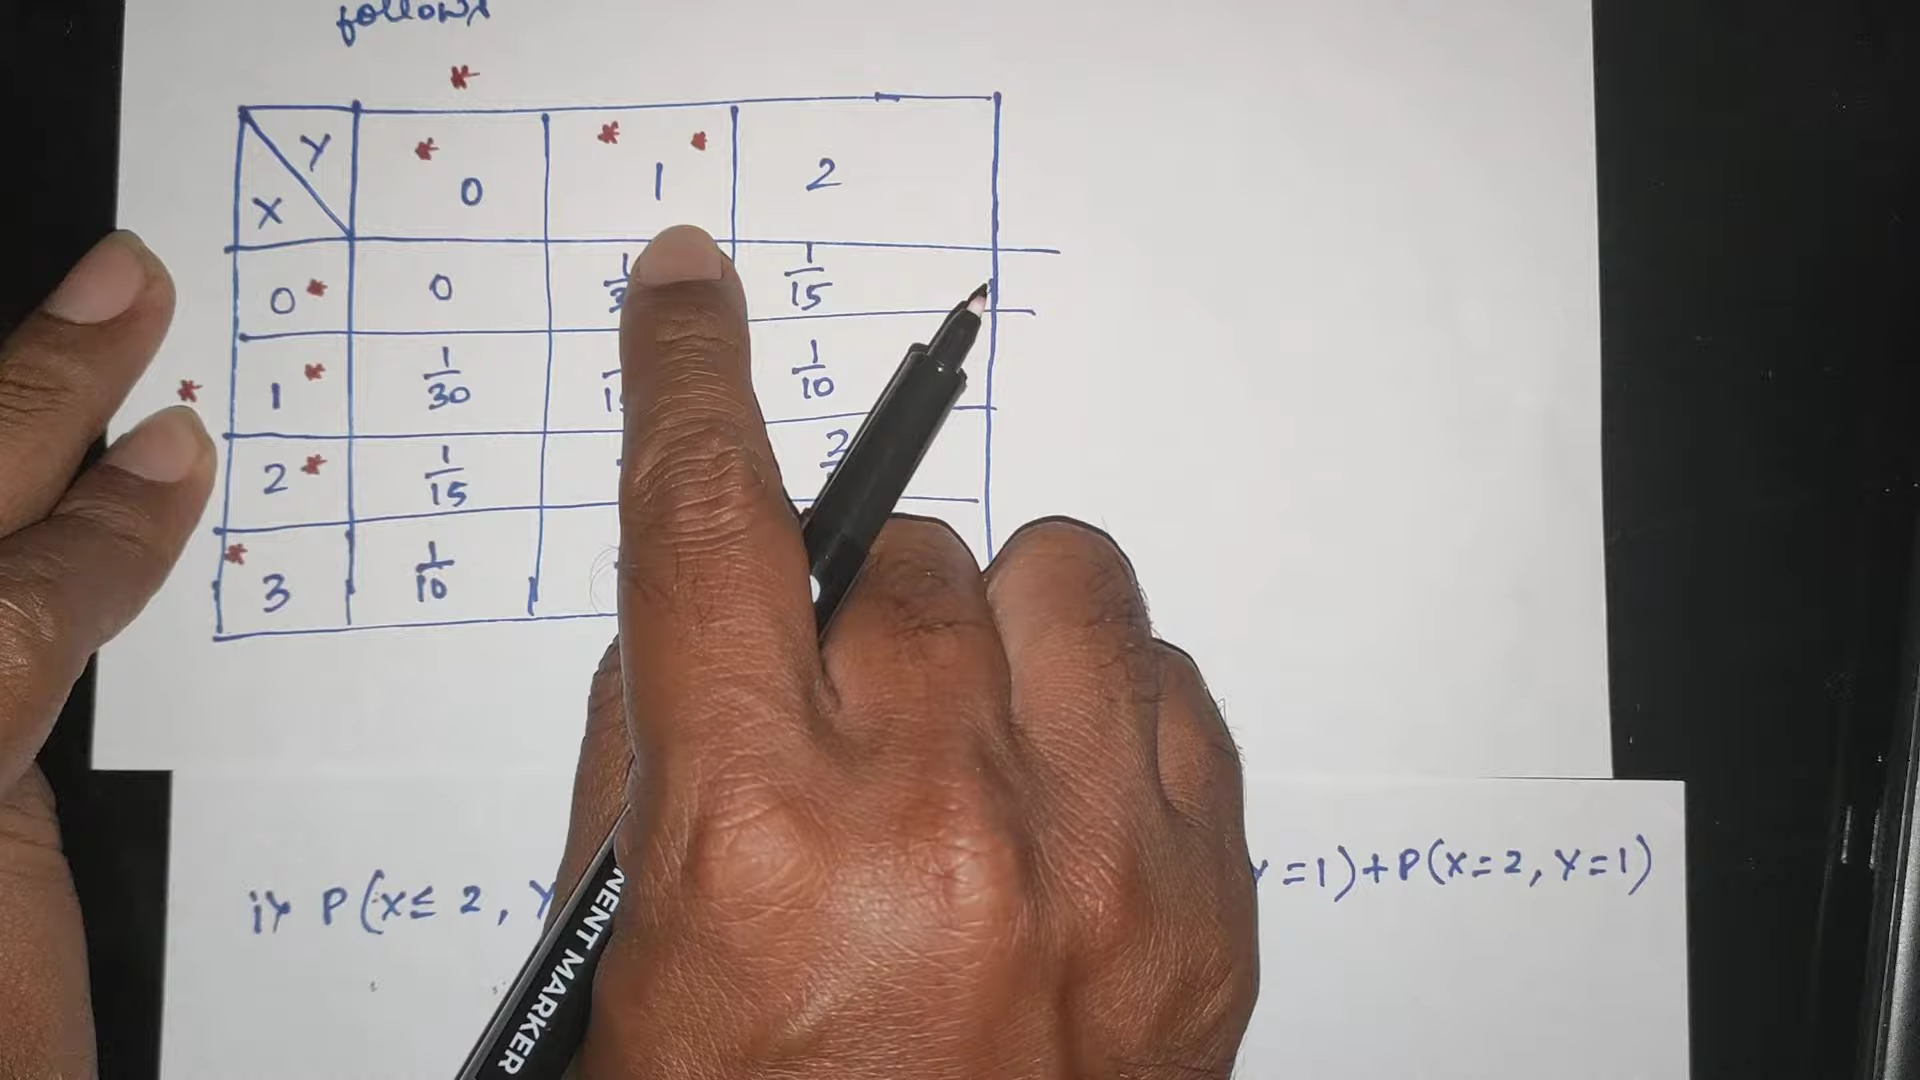 follows
Y 0 1 2
X
0 0 1/15
1 1/30 1/10
2 1/15
3 1/10
i) P(X≤ 2, Y =1)+P(X=2, Y=1)
NENT MARKER